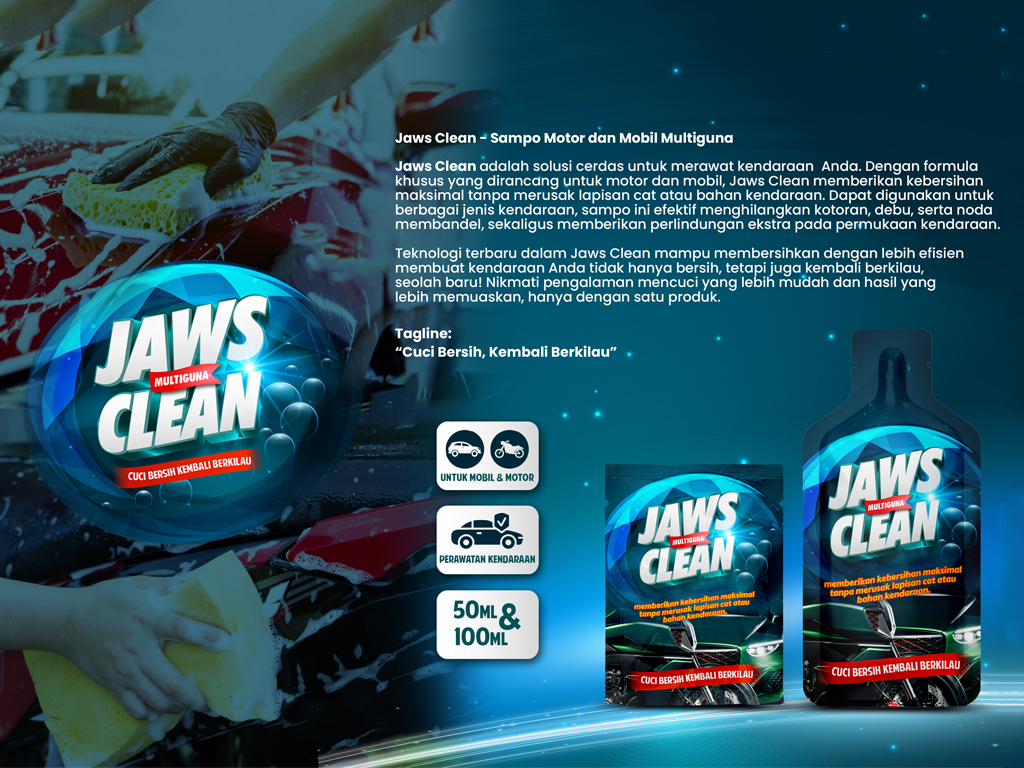 Jaws Clean - Sampo Motor dan Mobil Multiguna
Jaws Clean adalah solusi cerdas untuk merawat kendaraan Anda. Dengan formula
khusus yang dirancang untuk motor dan mobil, Jaws Clean memberikan kebersihan
maksimal tanpa merusak lapisan cat atau bahan kendaraan. Dapat digunakan untuk
berbagai jenis kendaraan, sampo ini efektif menghilangkan kotoran, debu, serta noda
membandel, sekaligus memberikan perlindungan ekstra pada permukaan kendaraan.
Teknologi terbaru dalam Jaws Clean mampu membersihkan dengan lebih efisien
membuat kendaraan Anda tidak hanya bersih, tetapi juga kembali berkilau,
seolah baru! Nikmati pengalaman mencuci yang lebih mudah dan hasil yang
lebih memuaskan, hanya dengan satu produk.
Tagline:
“Cuci Bersih, Kembali Berkilau”
JAWS
MULTIGUNA
CLEAN
CUCI BERSIH KEMBALI BERKILAU
UNTUK MOBIL & MOTOR
PERAWATAN KENDARAAN
50ML &
100ML
JAWS
MULTIGUNA
CLEAN
memberikan kebersihan maksimal
tanpa merusak lapisan cat atau
bahan kendaraan.
CUCI BERSIH KEMBALI BERKILAU
JAWS
MULTIGUNA
CLEAN
memberikan kebersihan maksimal
tanpa merusak lapisan cat atau
bahan kendaraan.
CUCI BERSIH KEMBALI BERKILAU